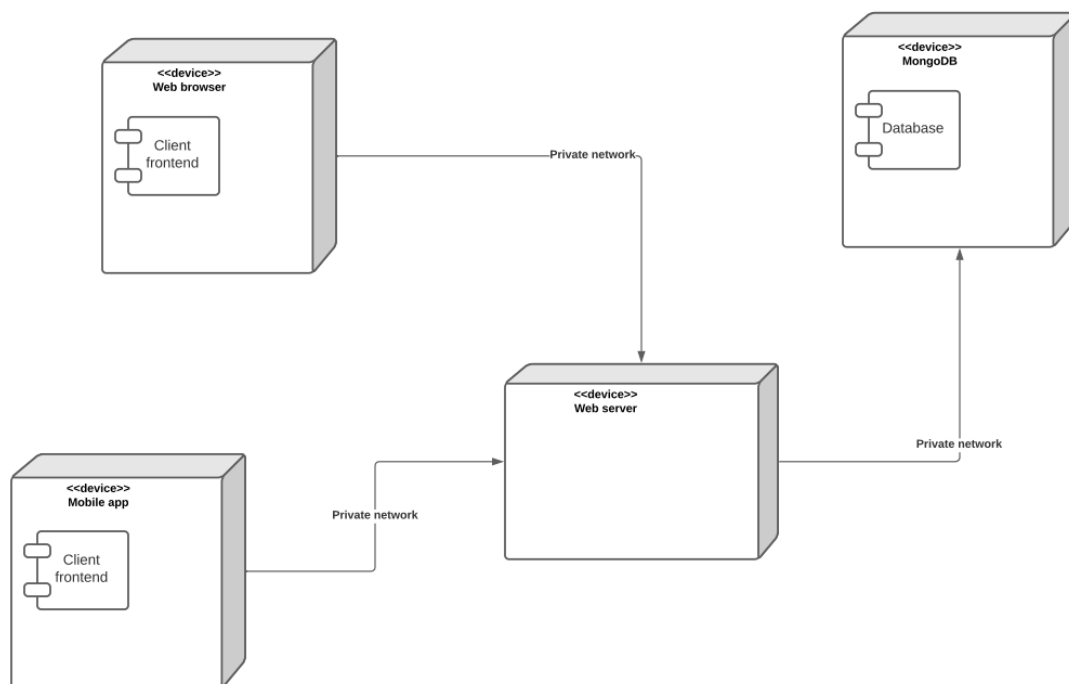 <<device>>
Web browser
Client
frontend
Private network
<<device>>
MongoDB
Database
<<device>>
Web server
Private network
<<device>>
Mobile app
Client
frontend
Private network